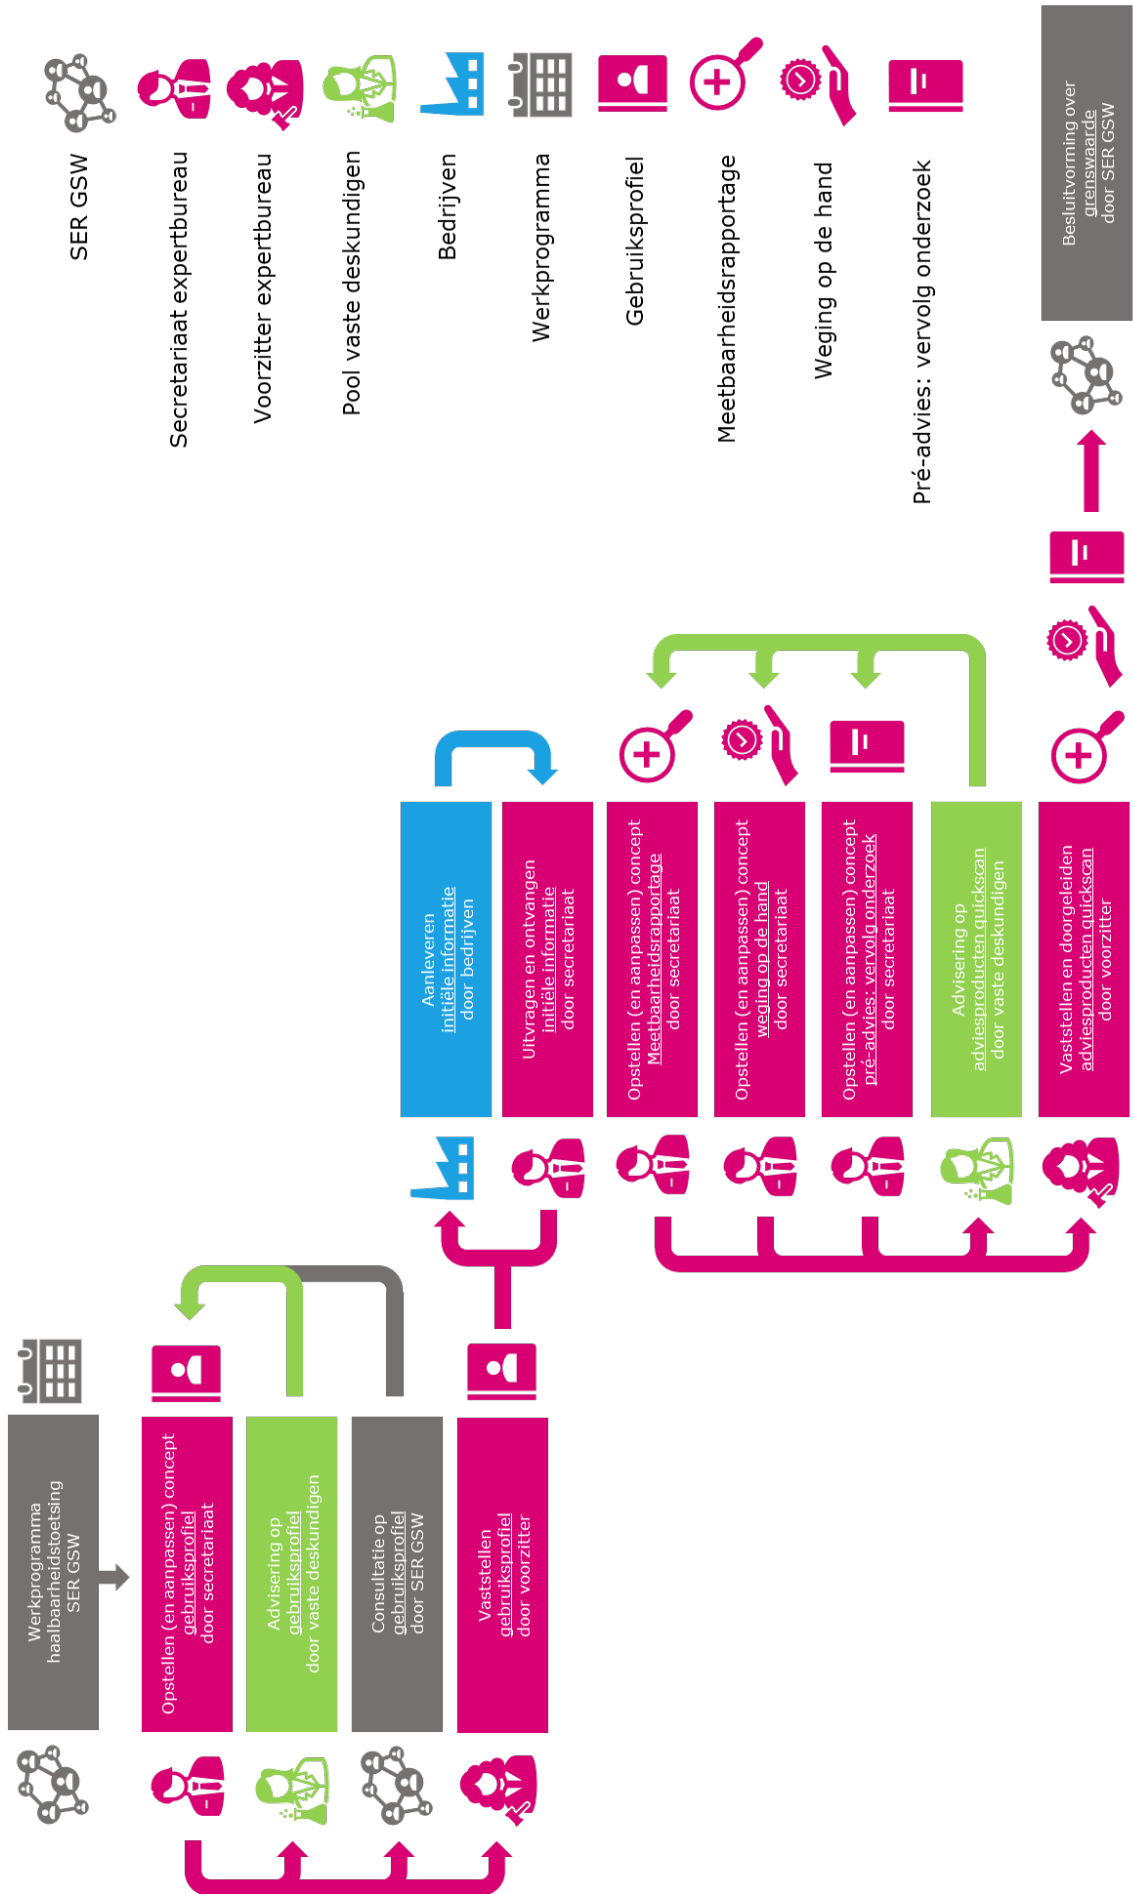 Werkprogramma
haalbaarheidstoetsing
SER GSW
Opstellen (en aanpassen) concept
gebruiksprofiel
door secretariaat
Advisering op
gebruiksprofiel
door vaste deskundigen
Consultatie op
gebruiksprofiel
door SER GSW
Vaststellen
gebruiksprofiel
door voorzitter
Aanleveren
initiële informatie
door bedrijven
Uitvragen en ontvangen
initiële informatie
door secretariaat
Opstellen (en aanpassen) concept
Meetbaarheidsrapportage
door secretariaat
Opstellen (en aanpassen) concept
weging op de hand
door secretariaat
Opstellen (en aanpassen) concept
pré-advies: vervolg onderzoek
door secretariaat
Advisering op
adviesproducten quickscan
door vaste deskundigen
Vaststellen en doorgeleiden
adviesproducten quickscan
door voorzitter
Besluitvorming over
grenswaarde
door SER GSW
SER GSW
Secretariaat expertbureau
Voorzitter expertbureau
Pool vaste deskundigen
Bedrijven
Werkprogramma
Gebruiksprofiel
Meetbaarheidsrapportage
Weging op de hand
Pré-advies: vervolg onderzoek